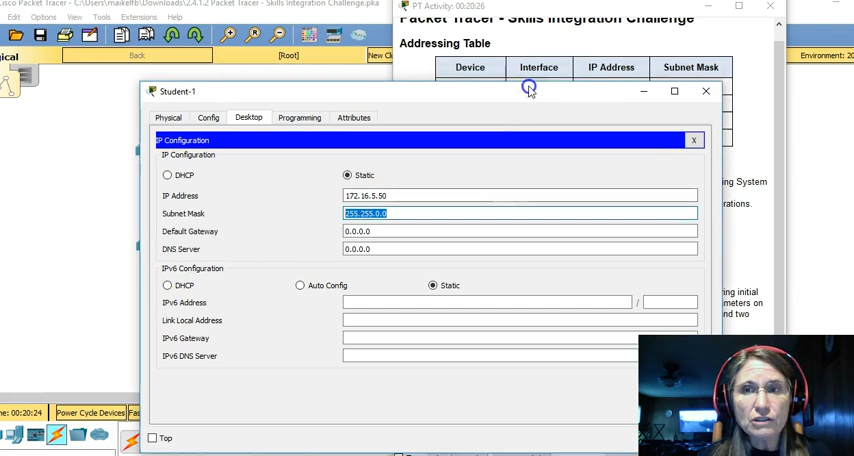 isco Packet Tracer - C:\Users\maikelfb\Downloads\2.4.1.2 Packet Tracer - Skills Integration Challenge.pka
Edit Options View Tools Extensions Help
gical
Back
[Root]
New Clu
Environment: 20
PT Activity: 00:20:26
Packet Tracer - Skills Integration Challenge
Addressing Table
Device Interface IP Address Subnet Mask
Student-1
Physical Config Desktop Programming Attributes
IP Configuration
X
IP Configuration
DHCP
Static
IP Address
172.16.5.50
Subnet Mask
255.255.0.0
Default Gateway
0.0.0.0
DNS Server
0.0.0.0
IPv6 Configuration
DHCP
Auto Config
Static
IPv6 Address
/
Link Local Address
IPv6 Gateway
IPv6 DNS Server
Top
ing System
rations.
ring initial
meters on
nd two
me: 00:20:24
Power Cycle Devices
Fas